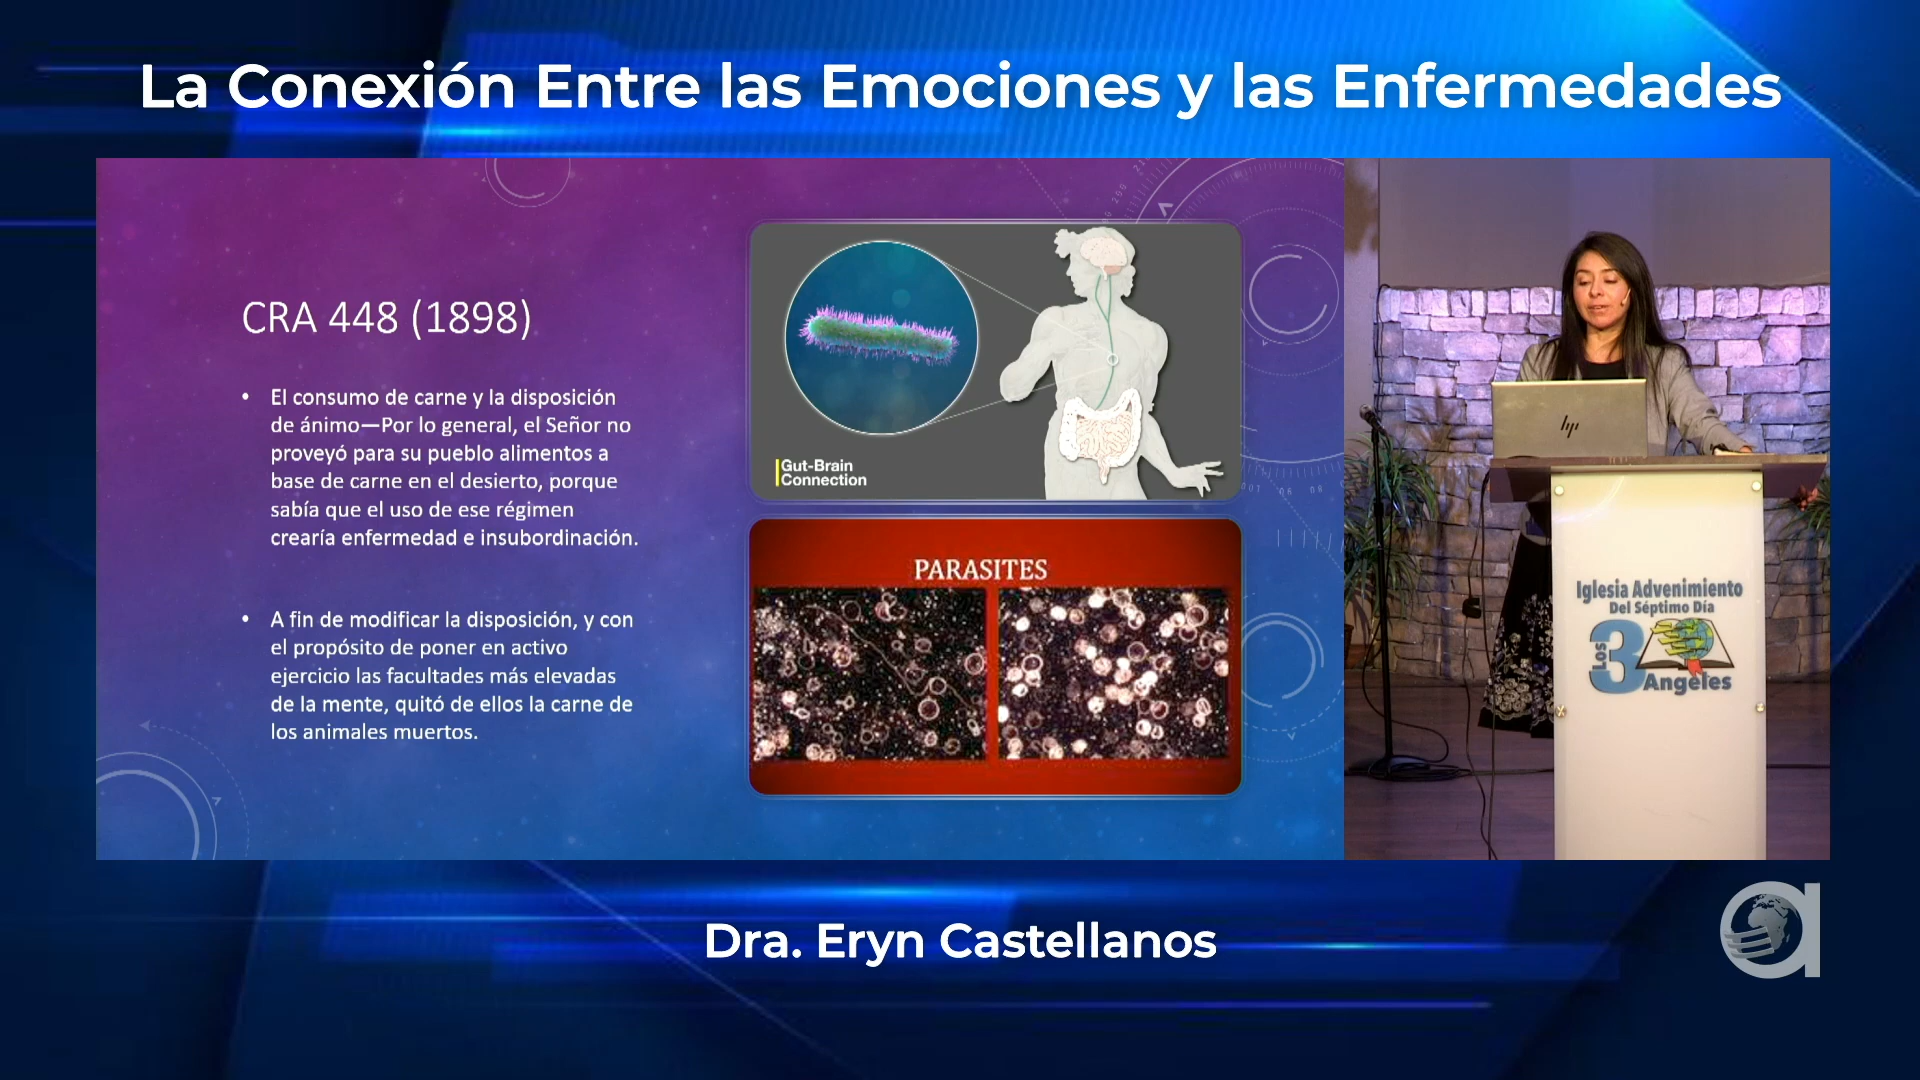 La Conexión Entre las Emociones y las Enfermedades
CRA 448 (1898)
• El consumo de carne y la disposición
de ánimo—Por lo general, el Señor no
proveyó para su pueblo alimentos a
base de carne en el desierto, porque
sabía que el uso de ese régimen
crearía enfermedad e insubordinación.
• A fin de modificar la disposición, y con
el propósito de poner en activo
ejercicio las facultades más elevadas
de la mente, quitó de ellos la carne de
los animales muertos.
Gut-Brain
Connection
PARASITES
hp
Iglesia Advenimiento
Del Séptimo Día
Los 3
Angeles
Dra. Eryn Castellanos
a